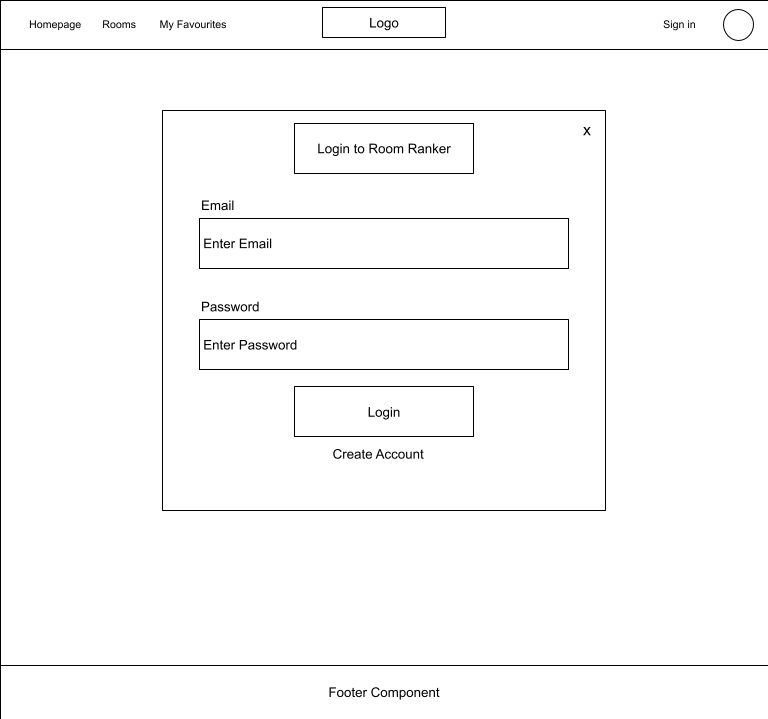 Homepage Rooms My Favourites Logo Sign in
x
Login to Room Ranker
Email
Enter Email
Password
Enter Password
Login
Create Account
Footer Component